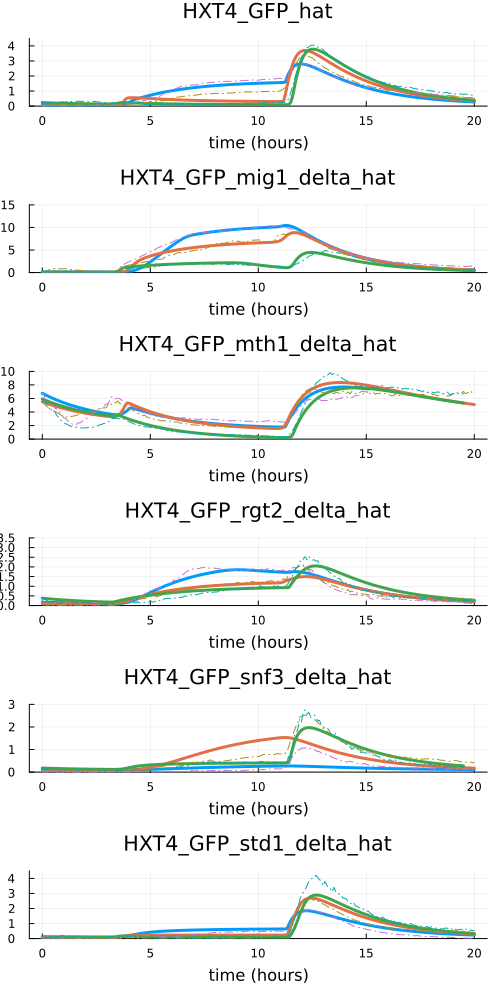 HXT4_GFP_hat
4
3
2
1
0
0 5 10 15 20
time (hours)
HXT4_GFP_mig1_delta_hat
15
10
5
0
0 5 10 15 20
time (hours)
HXT4_GFP_mth1_delta_hat
10
8
6
4
2
0
0 5 10 15 20
time (hours)
HXT4_GFP_rgt2_delta_hat
3.5
3.0
2.5
2.0
1.5
1.0
0.5
0.0
0 5 10 15 20
time (hours)
HXT4_GFP_snf3_delta_hat
3
2
1
0
0 5 10 15 20
time (hours)
HXT4_GFP_std1_delta_hat
4
3
2
1
0
0 5 10 15 20
time (hours)